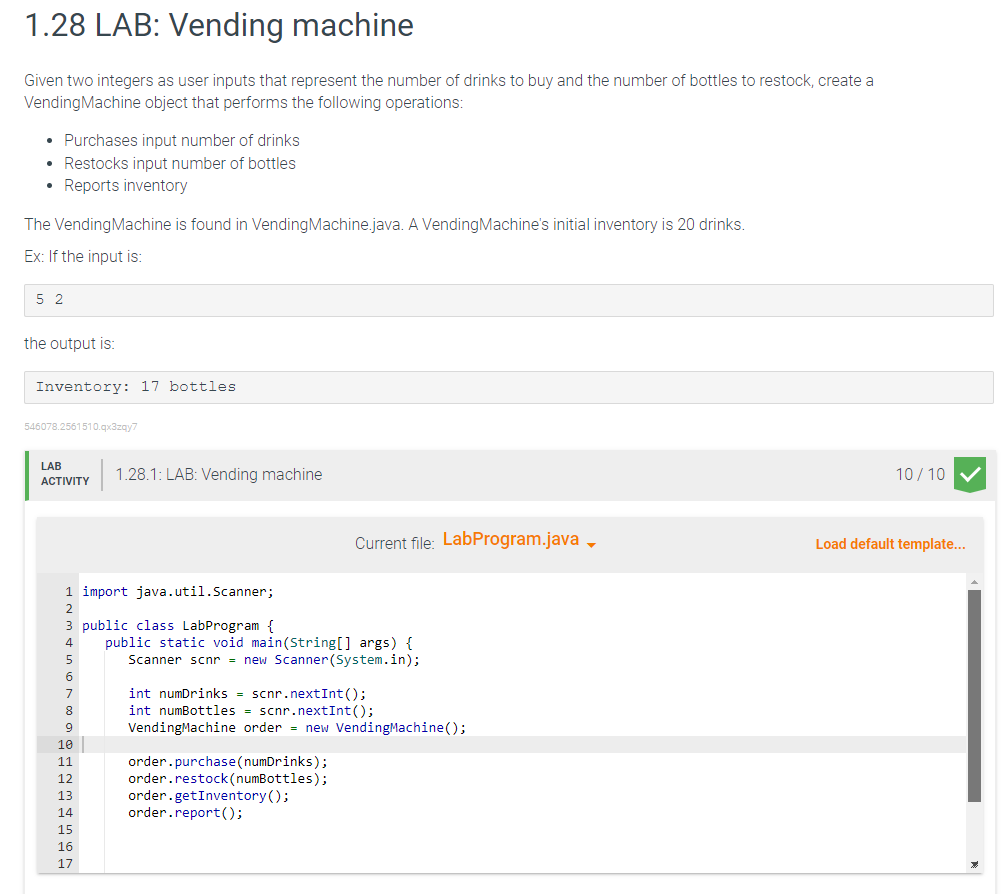 1.28 LAB: Vending machine
Given two integers as user inputs that represent the number of drinks to buy and the number of bottles to restock, create a
VendingMachine object that performs the following operations:
• Purchases input number of drinks
• Restocks input number of bottles
• Reports inventory
The VendingMachine is found in VendingMachine.java. A VendingMachine's initial inventory is 20 drinks.
Ex: If the input is:
5 2
the output is:
Inventory: 17 bottles
546078.2561510.qx3zqy7
LAB
ACTIVITY
1.28.1: LAB: Vending machine
10 / 10
Current file: LabProgram.java
Load default template...
1 import java.util.Scanner;
2
3 public class LabProgram {
4    public static void main(String[] args) {
5       Scanner scnr = new Scanner(System.in);
6
7       int numDrinks = scnr.nextInt();
8       int numBottles = scnr.nextInt();
9       VendingMachine order = new VendingMachine();
10
11       order.purchase(numDrinks);
12       order.restock(numBottles);
13       order.getInventory();
14       order.report();
15
16
17